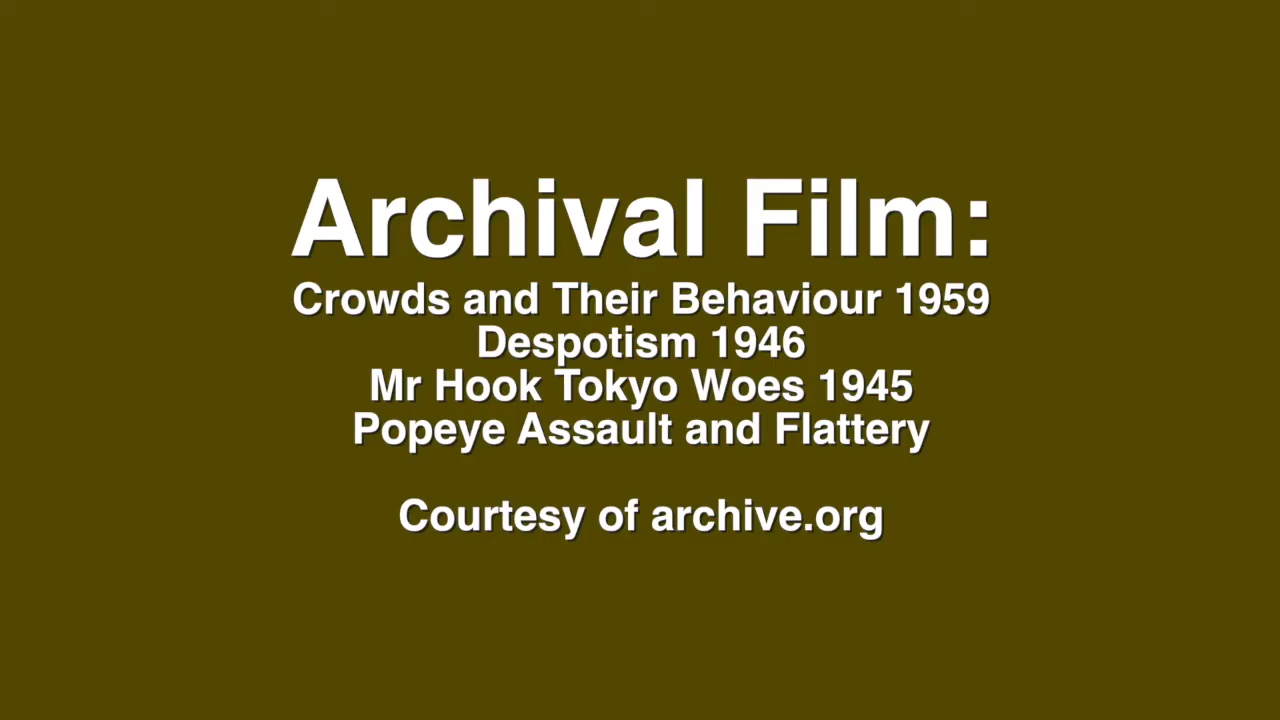 Archival Film:
Crowds and Their Behaviour 1959
Despotism 1946
Mr Hook Tokyo Woes 1945
Popeye Assault and Flattery
Courtesy of archive.org